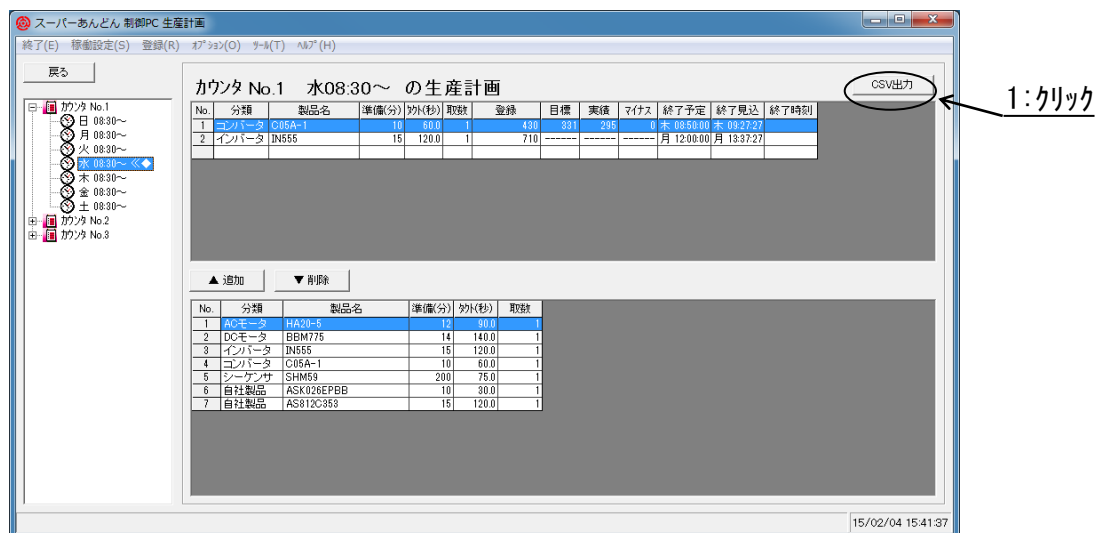 スーパーあんどん 制御PC 生産計画
終了(E) 稼働設定(S) 登録(R) ｵﾌﾟｼｮﾝ(O) ﾂｰﾙ(T) ﾍﾙﾌﾟ(H)
戻る
カウンタ No.1 水08:30～ の生産計画
CSV出力
1:ｸﾘｯｸ
ｶｳﾝﾀ No.1
日 08:30～
月 08:30～
火 08:30～
水 08:30～ ≪◆
木 08:30～
金 08:30～
土 08:30～
ｶｳﾝﾀ No.2
ｶｳﾝﾀ No.3
No. 分類 製品名 準備(分) ﾀｸﾄ(秒) 取数 登録 目標 実績 マイナス 終了予定 終了見込 終了時刻
1 コンバータ C05A-1 10 60.0 1 430 331 295 0 木 08:50:00 木 09:27:27
2 インバータ IN555 15 120.0 1 710 ------ ------ ------ 月 12:00:00 月 13:37:27
▲ 追加 ▼ 削除
No. 分類 製品名 準備(分) ﾀｸﾄ(秒) 取数
1 ACモータ HA20-5 12 90.0 1
2 DCモータ BBM775 14 140.0 1
3 インバータ IN555 15 120.0 1
4 コンバータ C05A-1 10 60.0 1
5 シーケンサ SHM59 200 75.0 1
6 自社製品 ASK026EPBB 10 30.0 1
7 自社製品 AS812C353 15 120.0 1
15/02/04 15:41:37